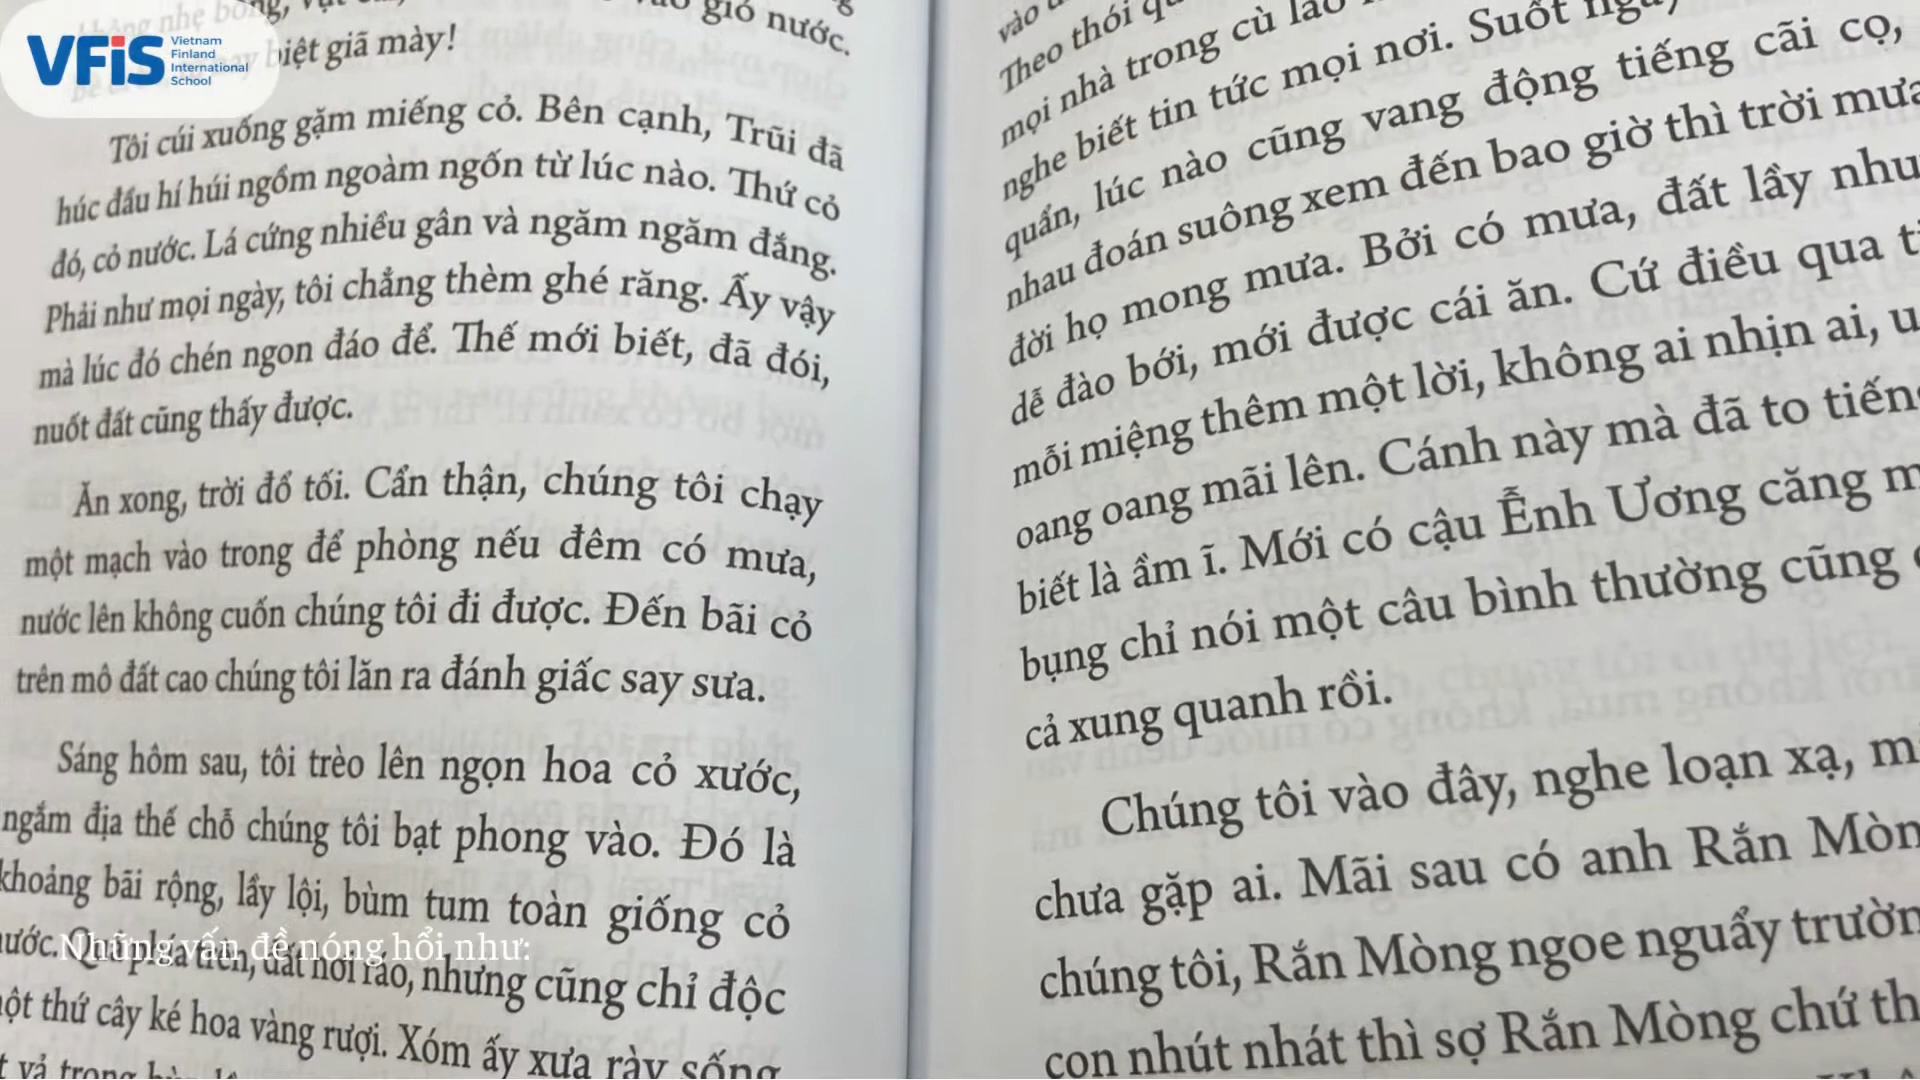 VFIS
Vietnam
Finland
International
School
gió nước.
biệt giã mày!
Tôi cúi xuống gặm miếng cỏ. Bên cạnh, Trũi đã
húc đầu hí húi ngồm ngoàm ngốn từ lúc nào. Thứ cỏ
đó, cỏ nước. Lá cứng nhiều gân và ngăm ngăm đắng.
Phải như mọi ngày, tôi chẳng thèm ghé răng. Ấy vậy
mà lúc đó chén ngon đáo để. Thế mới biết, đã đói,
nuốt đất cũng thấy được.
Ăn xong, trời đổ tối. Cẩn thận, chúng tôi chạy
một mạch vào trong để phòng nếu đêm có mưa,
nước lên không cuốn chúng tôi đi được. Đến bãi cỏ
trên mô đất cao chúng tôi lăn ra đánh giấc say sưa.
Sáng hôm sau, tôi trèo lên ngọn hoa cỏ xước,
ngắm địa thế chỗ chúng tôi bạt phong vào. Đó là
khoảng bãi rộng, lầy lội, bùm tum toàn giống cỏ
nhưng cũng chỉ độc
thứ cây ké hoa vàng rượi. Xóm ấy xưa rày sống
Những vấn đề nóng hổi như:
vào
Theo thói
mọi nhà trong cù lao
nghe biết tin tức mọi nơi. Suốt
quẩn, lúc nào cũng vang động tiếng cãi cọ,
nhau đoán suông xem đến bao giờ thì trời mưa
đời họ mong mưa. Bởi có mưa, đất lầy
dễ đào bới, mới được cái ăn. Cứ điều qua
mỗi miệng thêm một lời, không ai nhịn ai,
oang oang mãi lên. Cánh này mà đã to
biết là ầm ĩ. Mới có cậu Ễnh Ương căng
bụng chỉ nói một câu bình thường cũng
cả xung quanh rồi.
Chúng tôi vào đây, nghe loạn xạ,
chưa gặp ai. Mãi sau có anh Rắn
chúng tôi, Rắn Mòng ngoe nguẩy
con nhút nhát thì sợ Rắn Mòng chứ